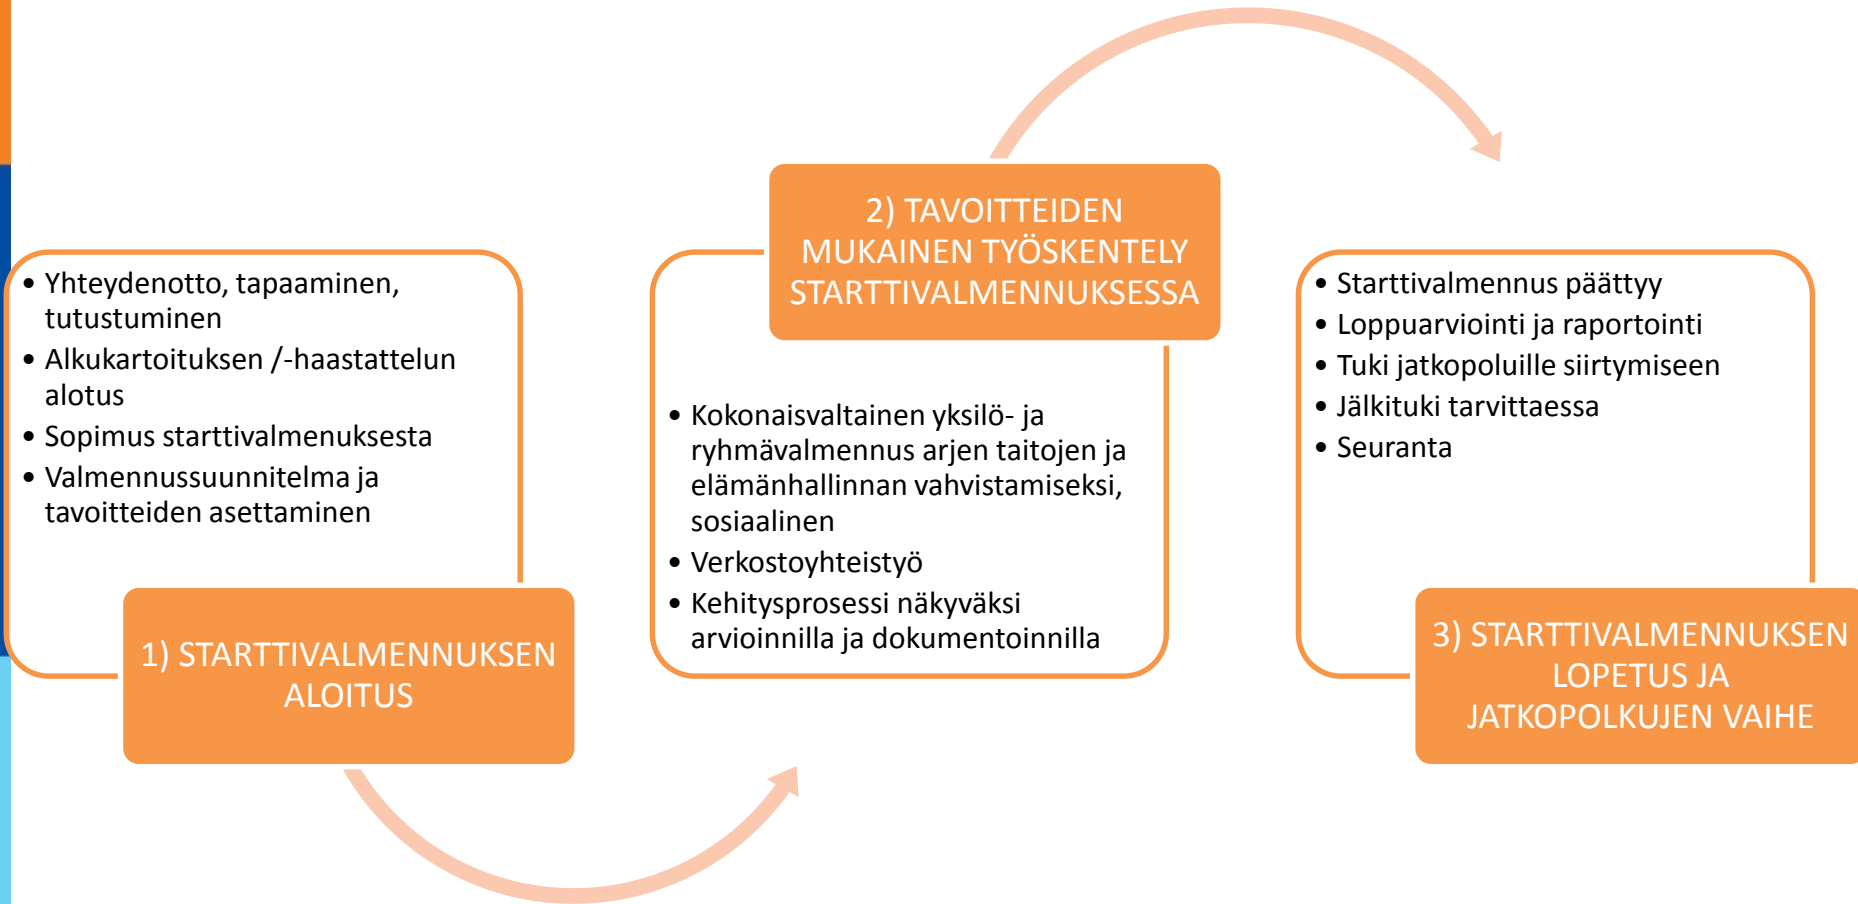 • Yhteydenotto, tapaaminen,
tutustuminen
• Alkukartoituksen /-haastattelun
alotus
• Sopimus starttivalmenuksesta
• Valmennussuunnitelma ja
tavoitteiden asettaminen
1) STARTTIVALMENNUKSEN
ALOITUS
2) TAVOITTEIDEN
MUKAINEN TYÖSKENTELY
STARTTIVALMENNUKSESSA
• Kokonaisvaltainen yksilö- ja
ryhmävalmennus arjen taitojen ja
elämänhallinnan vahvistamiseksi,
sosiaalinen
• Verkostoyhteistyö
• Kehitysprosessi näkyväksi
arvioinnilla ja dokumentoinnilla
• Starttivalmennus päättyy
• Loppuarviointi ja raportointi
• Tuki jatkopoluille siirtymiseen
• Jälkituki tarvittaessa
• Seuranta
3) STARTTIVALMENNUKSEN
LOPETUS JA
JATKOPOLKUJEN VAIHE